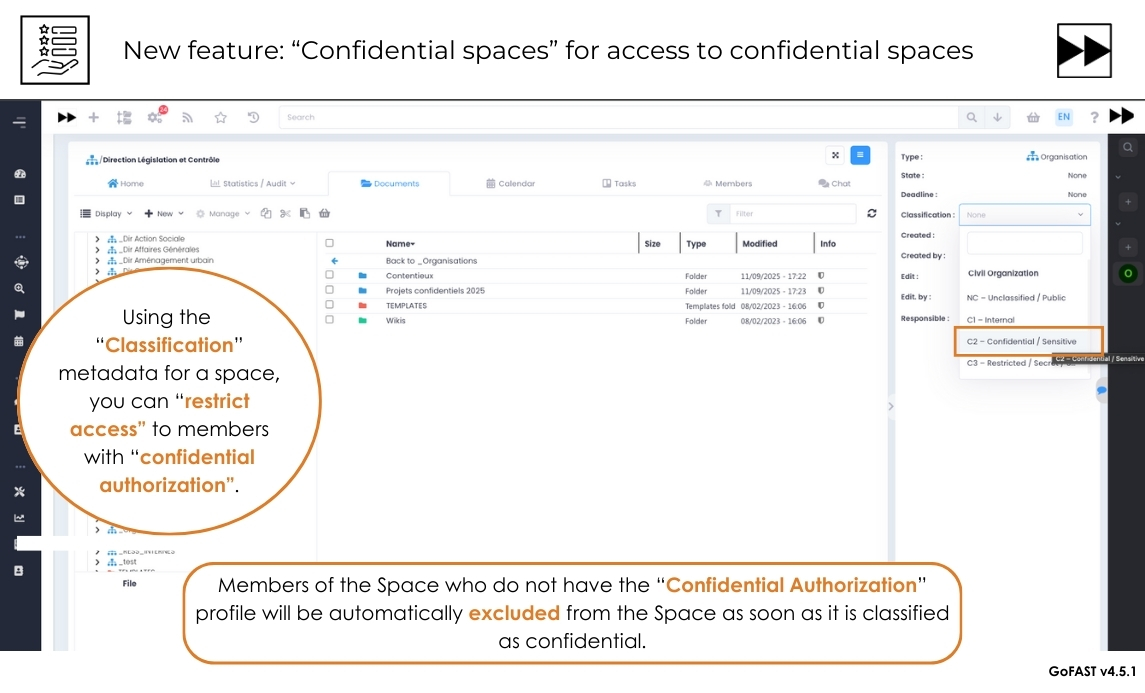 New feature: “Confidential spaces” for access to confidential spaces
24
Search
EN
?
/Direction Législation et Contrôle
Home
Statistics / Audit
Documents
Calendar
Tasks
Members
Chat
Display
New
Manage
Filter
_Dir Action Sociale
_Dir Affaires Générales
_Dir Aménagement urbain
Name
Size
Type
Modified
Info
Back to _Organisations
Contentieux
Folder
11/09/2025 - 17:22
Projets confidentiels 2025
Folder
11/09/2025 - 17:23
TEMPLATES
Templates fold
08/02/2023 - 16:06
Wikis
Folder
08/02/2023 - 16:06
Type :
Organisation
State :
None
Deadline :
None
Classification :
None
Created :
Created by :
Edit :
Edit. by :
Responsible :
Civil Organization
NC – Unclassified / Public
C1 – Internal
C2 – Confidential / Sensitive
C2 – Confidential / Sensitive
C3 – Restricted /
O
Using the
“Classification”
metadata for a space,
you can “restrict
access” to members
with “confidential
authorization”.
_RESS_INTERNES
_test
TEMPLATES
File
Members of the Space who do not have the “Confidential Authorization”
profile will be automatically excluded from the Space as soon as it is classified
as confidential.
GoFAST v4.5.1